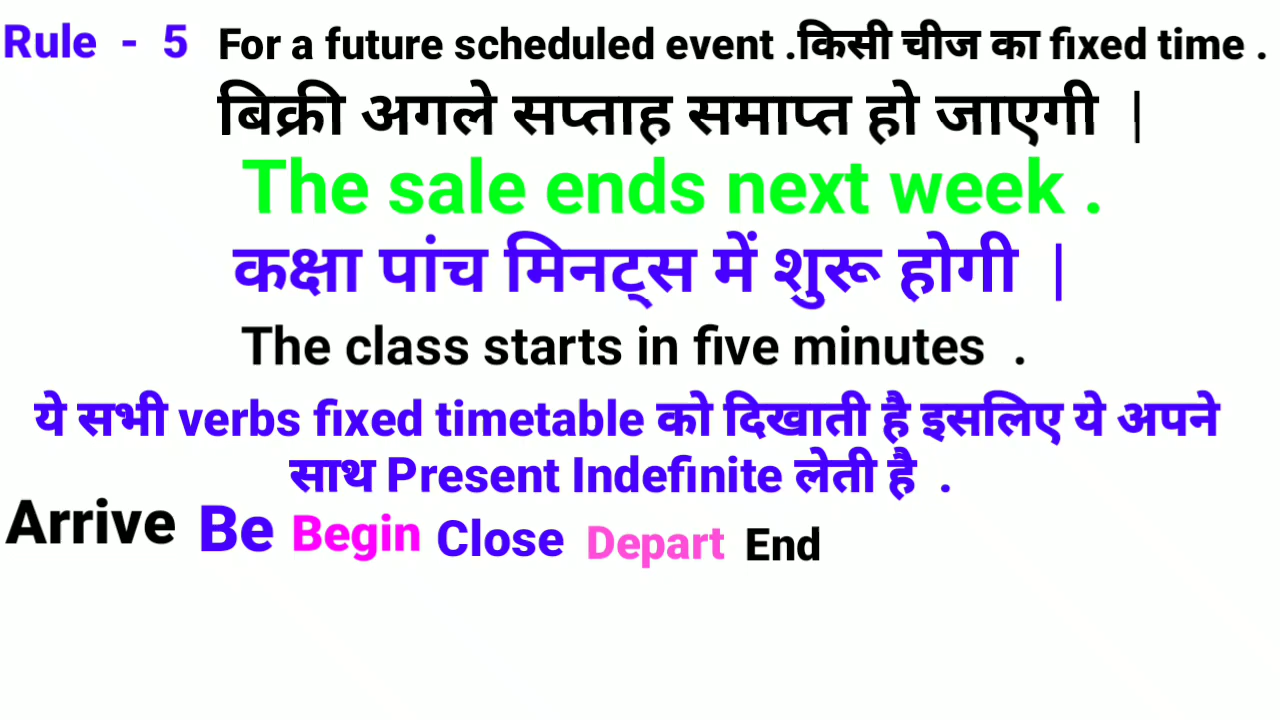 Rule - 5 For a future scheduled event .किसी चीज का fixed time .
बिक्री अगले सप्ताह समाप्त हो जाएगी |
The sale ends next week .
कक्षा पांच मिनट्स में शुरू होगी |
The class starts in five minutes .
ये सभी verbs fixed timetable को दिखाती है इसलिए ये अपने
साथ Present Indefinite लेती है .
Arrive Be Begin Close Depart End